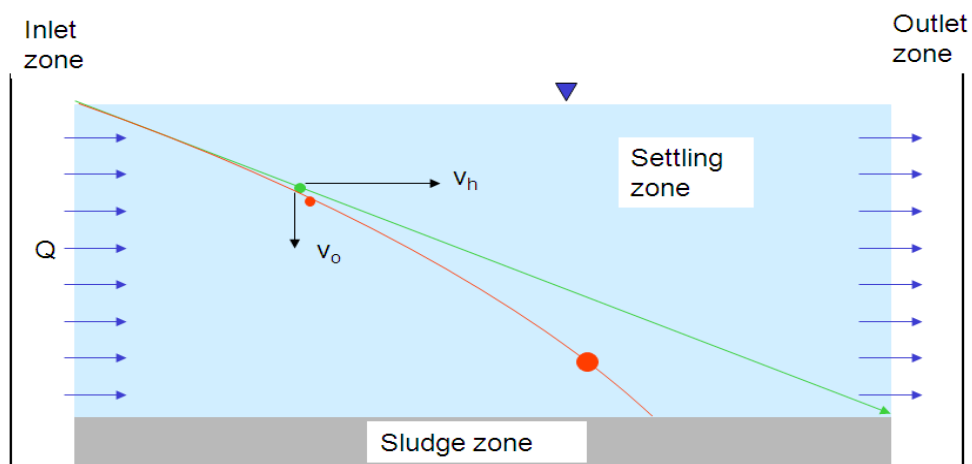 Inlet
zone
Outlet
zone
Settling
zone
vh
Q
vo
Sludge zone